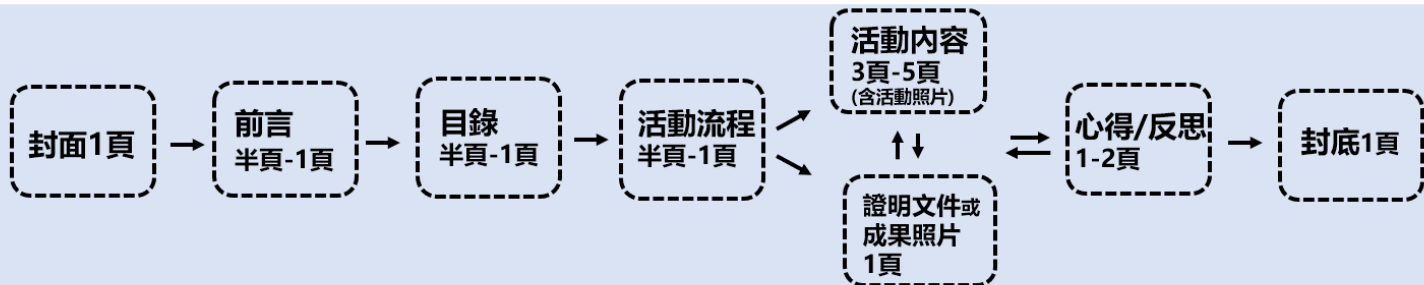 封面1頁
前言
半頁-1頁
目錄
半頁-1頁
活動流程
半頁-1頁
活動內容
3頁-5頁
(含活動照片)
證明文件或
成果照片
1頁
心得/反思
1-2頁
封底1頁